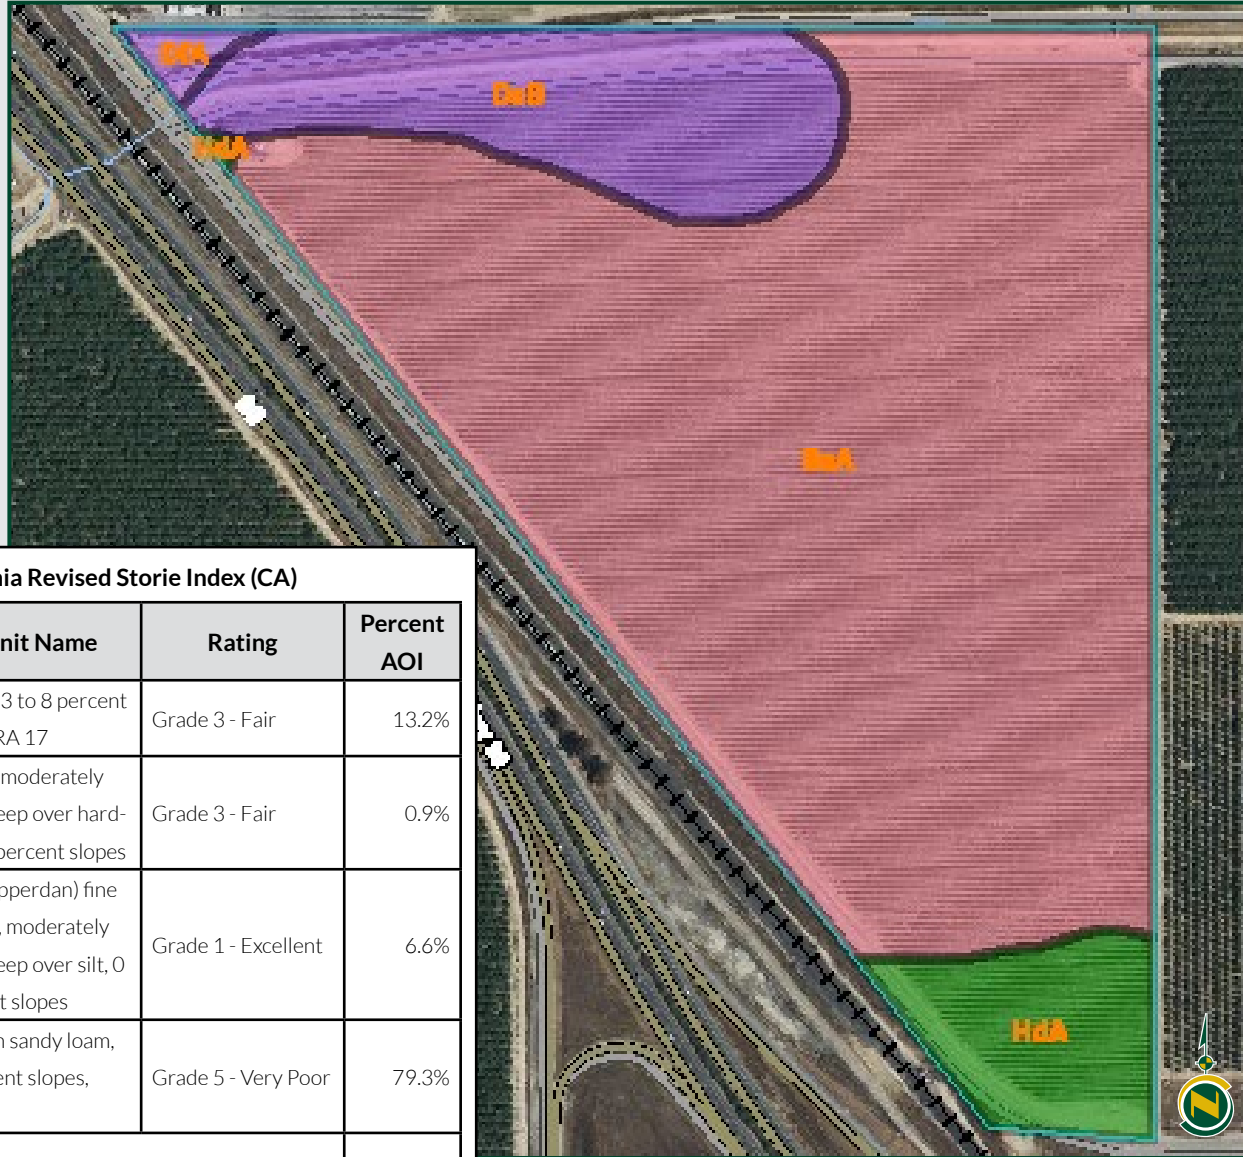 DaB
HdA
nia Revised Storie Index (CA)
nit Name
Rating
Percent
AOI
3 to 8 percent
RA 17
Grade 3 - Fair
13.2%
moderately
eep over hard-
percent slopes
Grade 3 - Fair
0.9%
pperdan) fine
, moderately
eep over silt, 0
t slopes
Grade 1 - Excellent
6.6%
n sandy loam,
ent slopes,
Grade 5 - Very Poor
79.3%
HdA
N